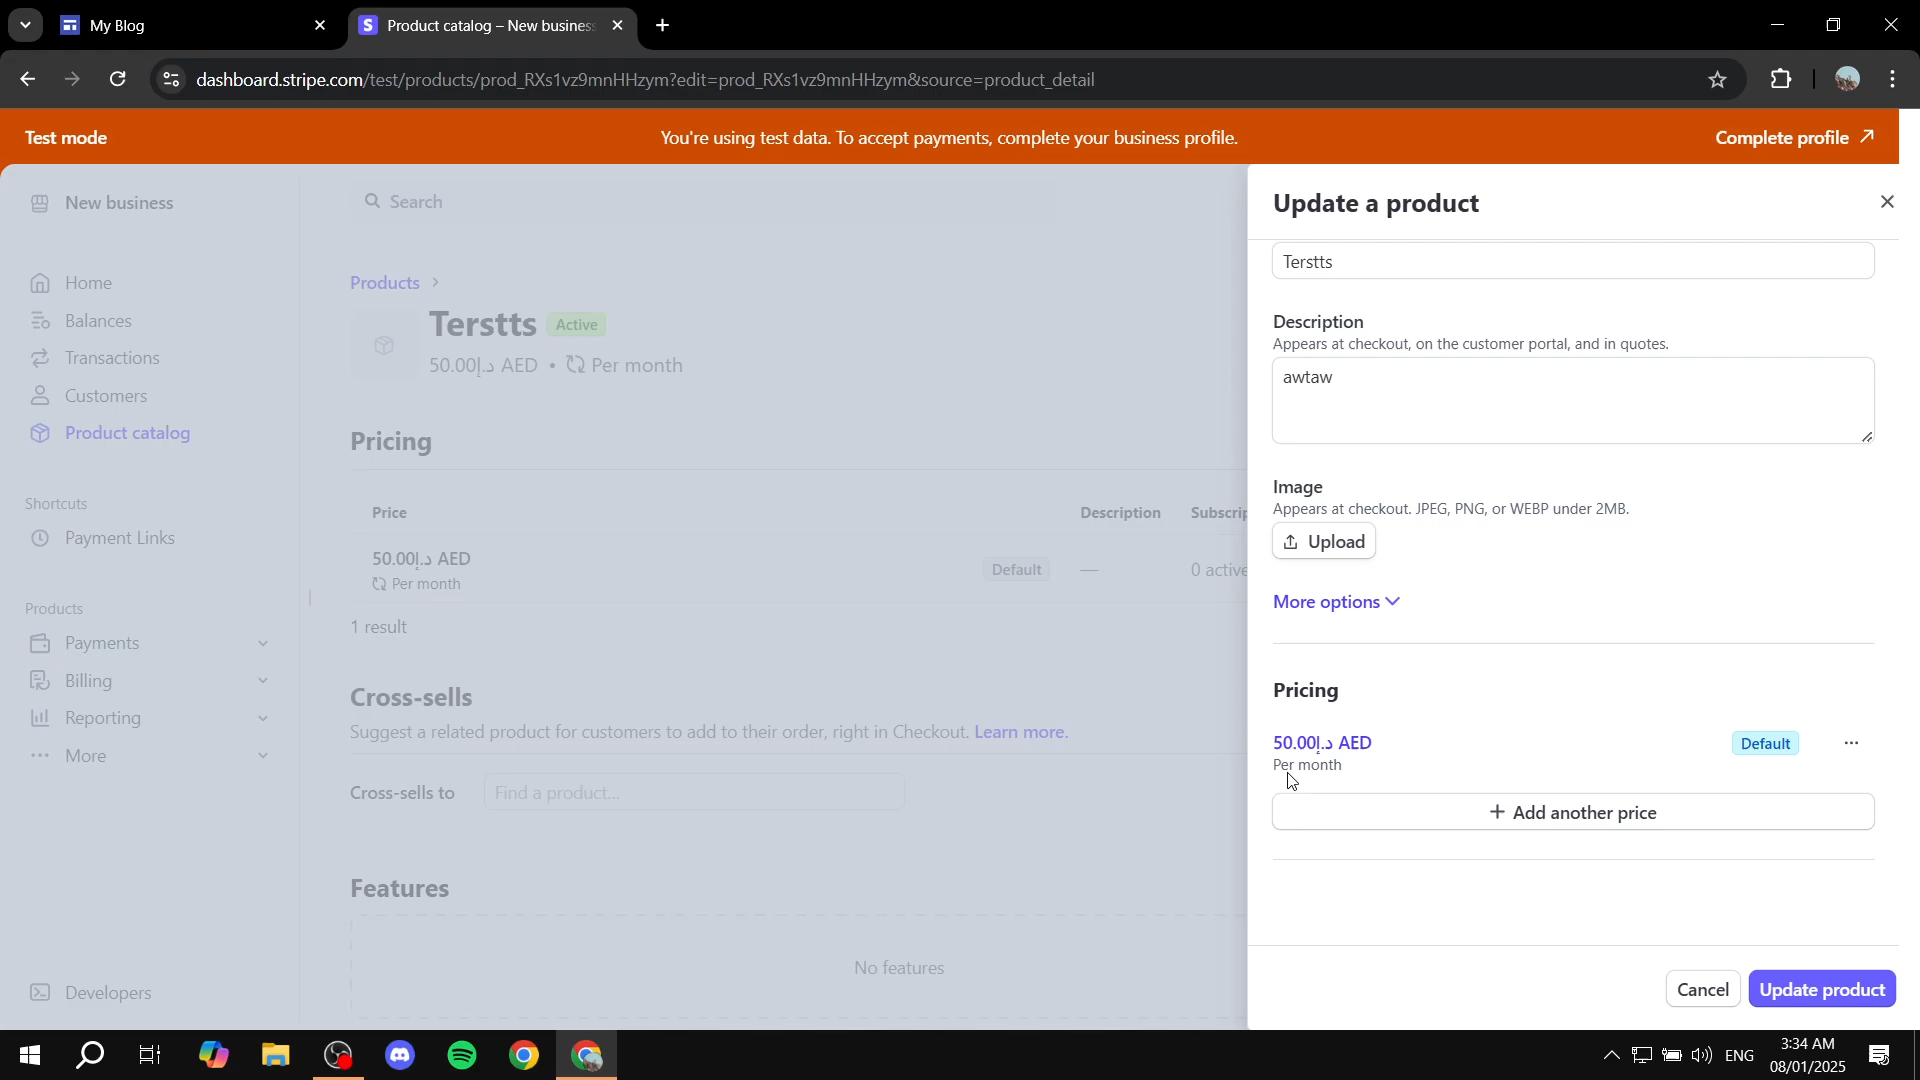 My Blog
Product catalog – New business
dashboard.stripe.com/test/products/prod_RXs1vz9mnHHzym?edit=prod_RXs1vz9mnHHzym&source=product_detail
Test mode
You're using test data. To accept payments, complete your business profile.
Complete profile
New business
Search
Home
Balances
Transactions
Customers
Product catalog
Shortcuts
Payment Links
Products
Payments
Billing
Reporting
More
Developers
Products
Terstts Active
50.00د.إ AED • Per month
Pricing
Price Description Subscrip
50.00د.إ AED Default — 0 active
Per month
1 result
Cross-sells
Suggest a related product for customers to add to their order, right in Checkout. Learn more.
Cross-sells to Find a product...
Features
No features
Update a product
Terstts
Description
Appears at checkout, on the customer portal, and in quotes.
awtaw
Image
Appears at checkout. JPEG, PNG, or WEBP under 2MB.
Upload
More options
Pricing
50.00د.إ AED Default
Per month
Add another price
Cancel Update product
ENG
3:34 AM
08/01/2025